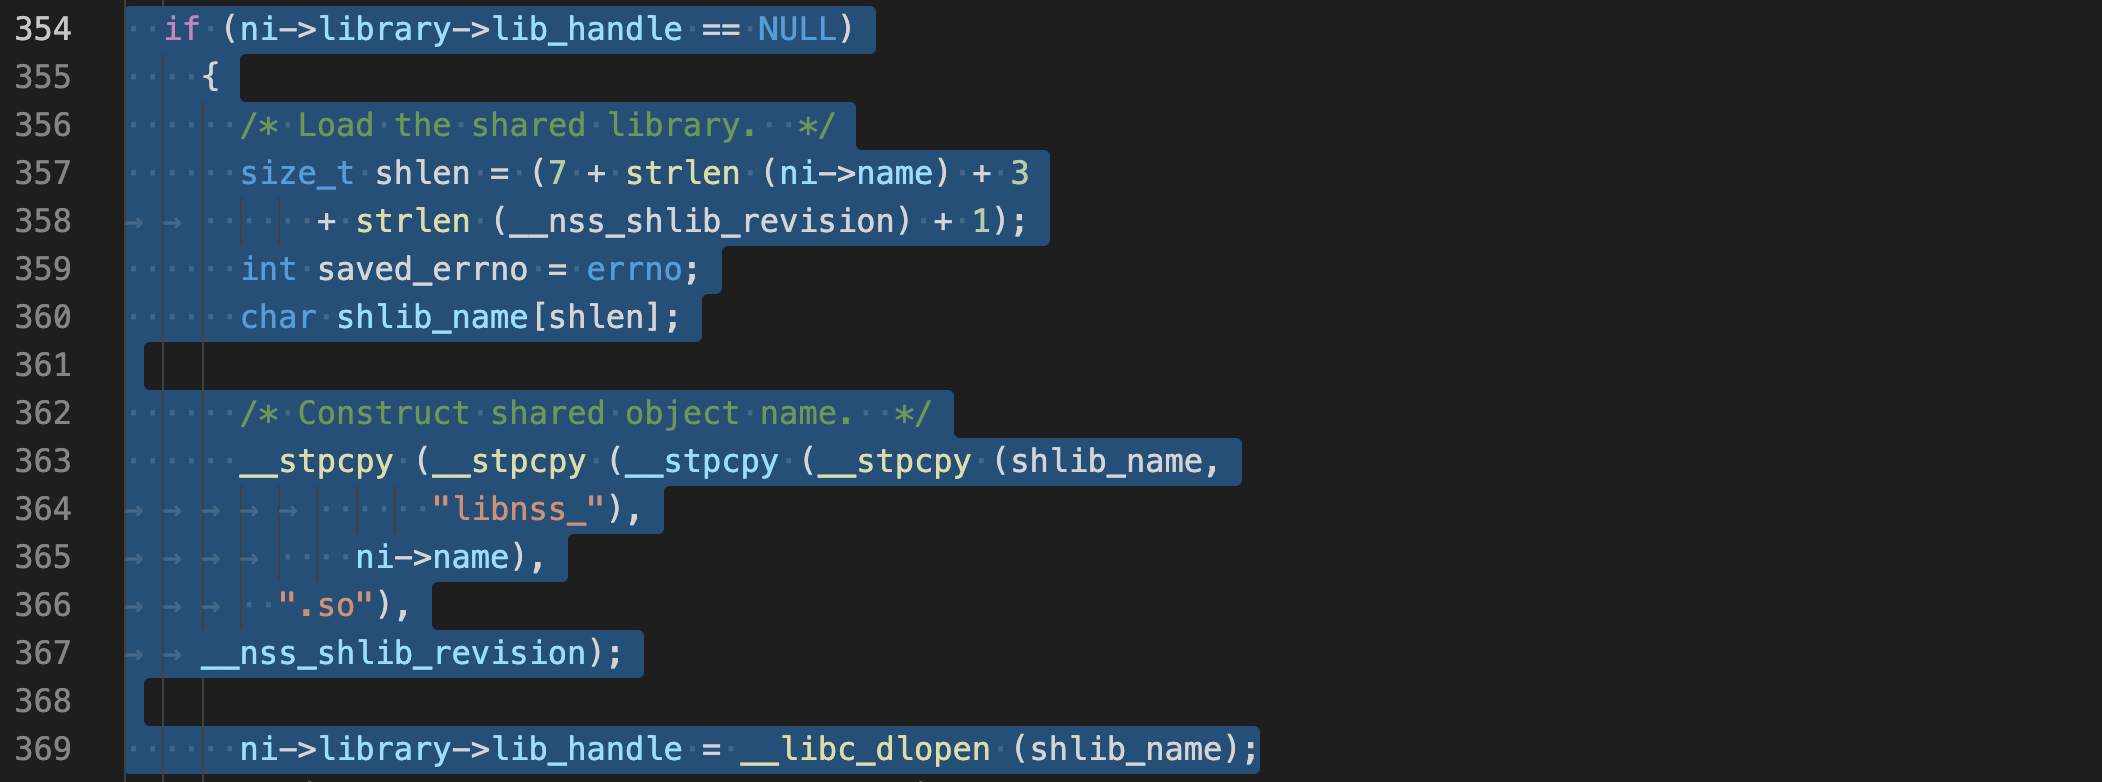 354 if (ni->library->lib_handle == NULL)
355 {
356 /* Load the shared library.  */
357 size_t shlen = (7 + strlen (ni->name) + 3
358 + strlen (__nss_shlib_revision) + 1);
359 int saved_errno = errno;
360 char shlib_name[shlen];
361
362 /* Construct shared object name.  */
363 __stpcpy (__stpcpy (__stpcpy (__stpcpy (shlib_name,
364 "libnss_"),
365 ni->name),
366 ".so"),
367 __nss_shlib_revision);
368
369 ni->library->lib_handle = __libc_dlopen (shlib_name);